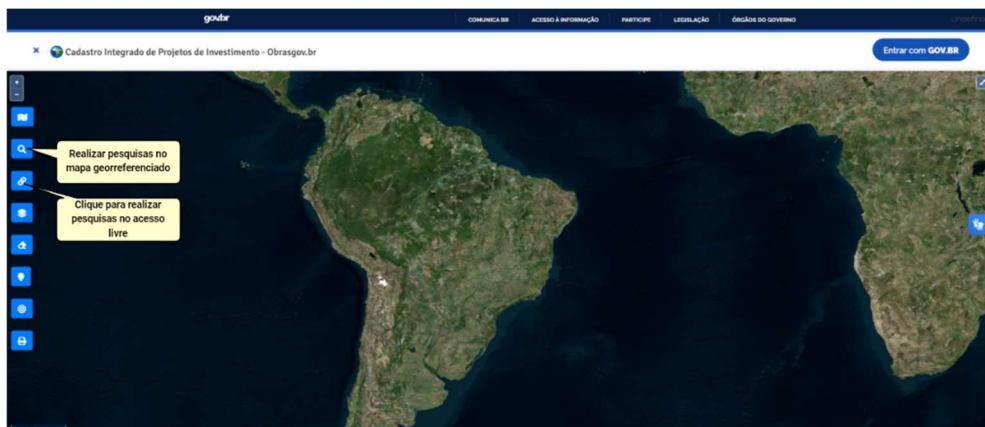 gov.br
COMUNICA BR ACESSO À INFORMAÇÃO PARTICIPE LEGISLAÇÃO ÓRGÃOS DO GOVERNO
undefined
× Cadastro Integrado de Projetos de Investimento - Obrasgov.br
Entrar com GOV.BR
+
-
Realizar pesquisas no
mapa georreferenciado
Clique para realizar
pesquisas no acesso
livre